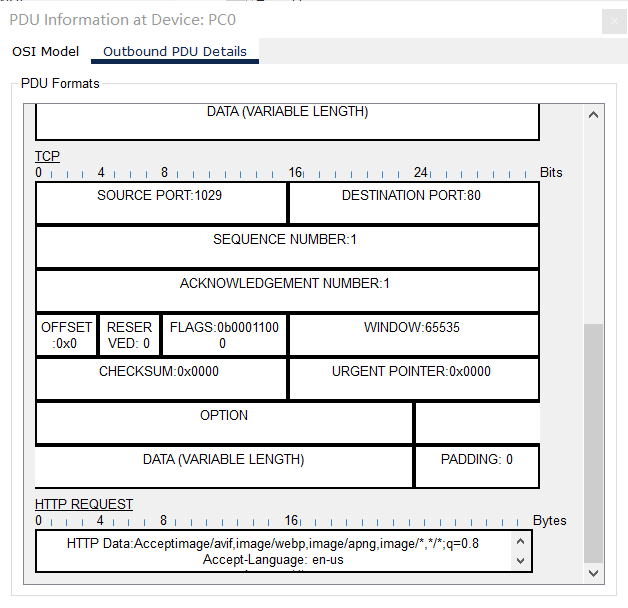 PDU Information at Device: PC0
OSI Model Outbound PDU Details
PDU Formats
DATA (VARIABLE LENGTH)
TCP
0 4 8 16 24 Bits
SOURCE PORT:1029 DESTINATION PORT:80
SEQUENCE NUMBER:1
ACKNOWLEDGEMENT NUMBER:1
OFFSET RESER FLAGS:0b0001100 WINDOW:65535
:0x0 VED: 0 0
CHECKSUM:0x0000 URGENT POINTER:0x0000
OPTION
DATA (VARIABLE LENGTH) PADDING: 0
HTTP REQUEST
0 4 8 16 Bytes
HTTP Data:Acceptimage/avif,image/webp,image/apng,image/*,*/*;q=0.8
Accept-Language: en-us